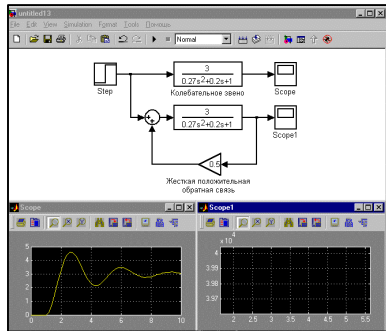 untitled13
File Edit View Simulation Format Tools Помощь
Normal
Step
3
0.27s²+0.2s+1
Колебательное звено
Scope
3
0.27s²+0.2s+1
Scope1
0.5
Жесткая положительная
обратная связь
Scope
5
4
3
2
1
0
0 2 4 6 8 10
Scope1
x 10⁴
4
3.99
3.98
3.97
2 2.5 3 3.5 4 4.5 5 5.5